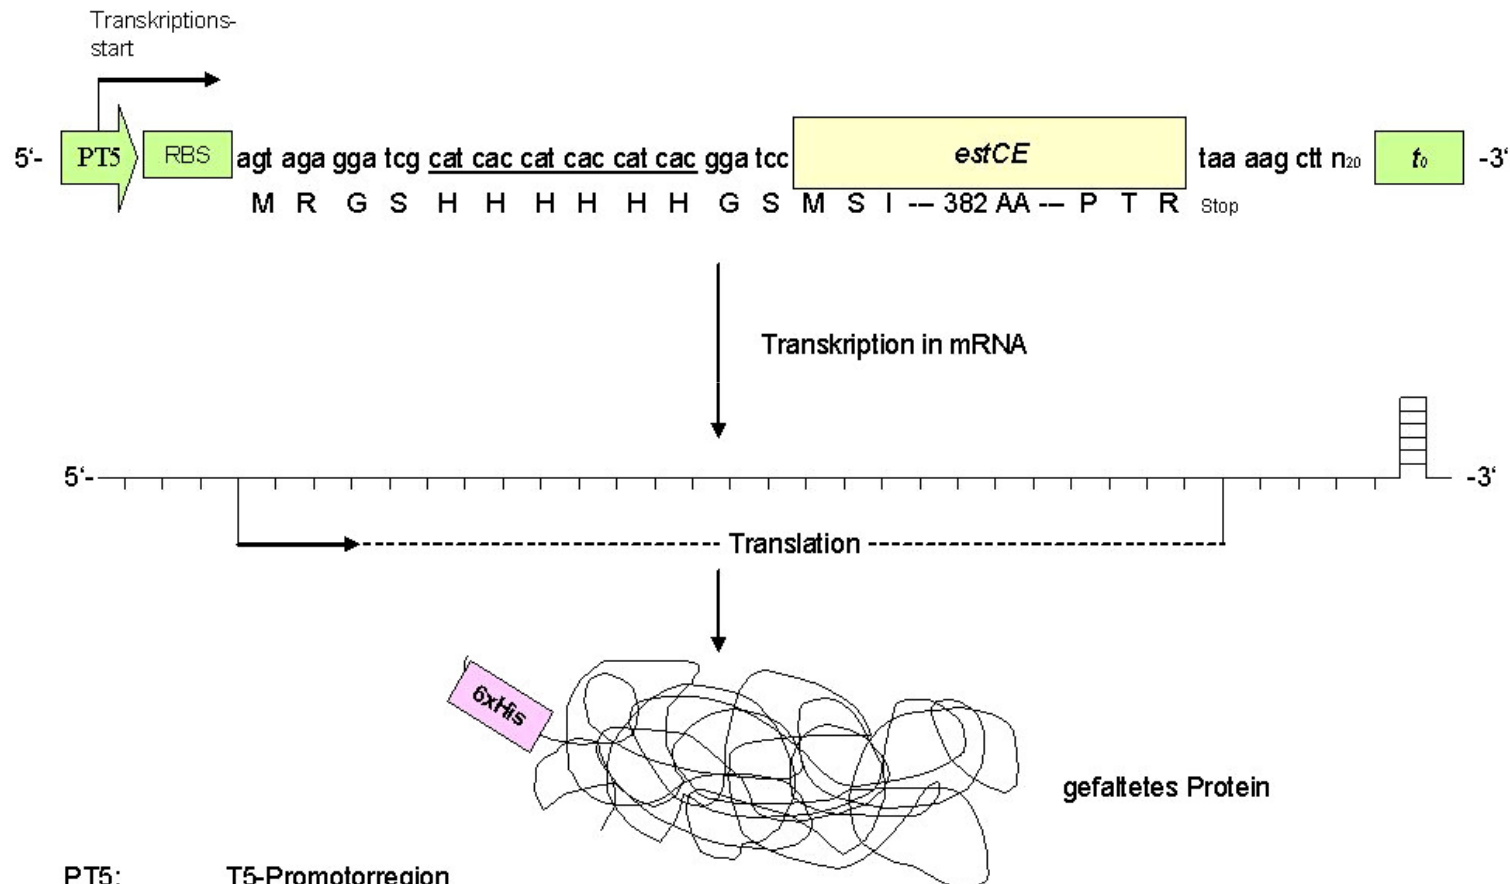 Transkriptions-
start
5‘- PT5 RBS agt aga gga tcg cat cac cat cac cat cac gga tcc estCE taa aag ctt n20 t0 -3‘
M R G S H H H H H H G S M S I --- 382 AA --- P T R Stop
Transkription in mRNA
5‘- -3‘
Translation
6xHis
gefaltetes Protein
PT5: T5-Promotorregion